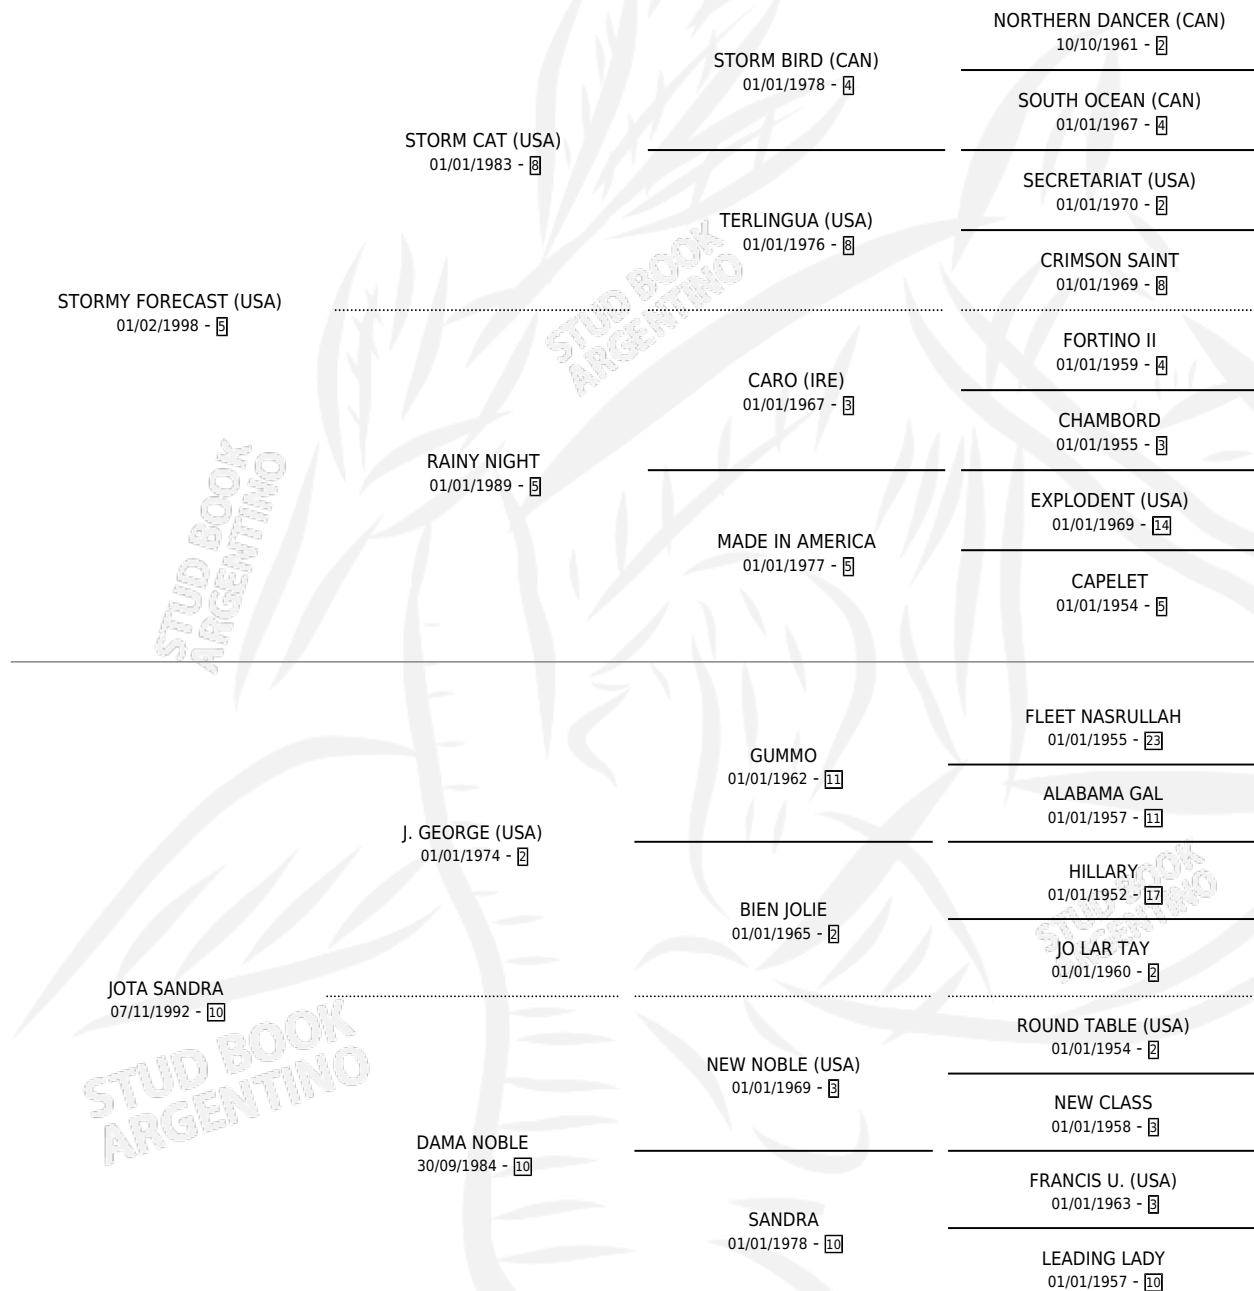 NORTHERN DANCER (CAN)
10/10/1961 - 2
STORM BIRD (CAN)
01/01/1978 - 4
SOUTH OCEAN (CAN)
01/01/1967 - 4
STORM CAT (USA)
01/01/1983 - 8
SECRETARIAT (USA)
01/01/1970 - 2
TERLINGUA (USA)
01/01/1976 - 8
CRIMSON SAINT
01/01/1969 - 8
STORMY FORECAST (USA)
01/02/1998 - 5
FORTINO II
01/01/1959 - 4
CARO (IRE)
01/01/1967 - 3
CHAMBORD
01/01/1955 - 3
RAINY NIGHT
01/01/1989 - 5
EXPLODENT (USA)
01/01/1969 - 14
MADE IN AMERICA
01/01/1977 - 5
CAPELET
01/01/1954 - 5
FLEET NASRULLAH
01/01/1955 - 23
GUMMO
01/01/1962 - 11
ALABAMA GAL
01/01/1957 - 11
J. GEORGE (USA)
01/01/1974 - 2
HILLARY
01/01/1952 - 17
BIEN JOLIE
01/01/1965 - 2
JO LAR TAY
01/01/1960 - 2
JOTA SANDRA
07/11/1992 - 10
ROUND TABLE (USA)
01/01/1954 - 2
NEW NOBLE (USA)
01/01/1969 - 3
NEW CLASS
01/01/1958 - 3
DAMA NOBLE
30/09/1984 - 10
FRANCIS U. (USA)
01/01/1963 - 3
SANDRA
01/01/1978 - 10
LEADING LADY
01/01/1957 - 10
STUD BOOK
ARGENTINO
STUD BOOK
ARGENTINO
STUD BOOK
ARGENTINO
STUD BOOK
ARGENTINO